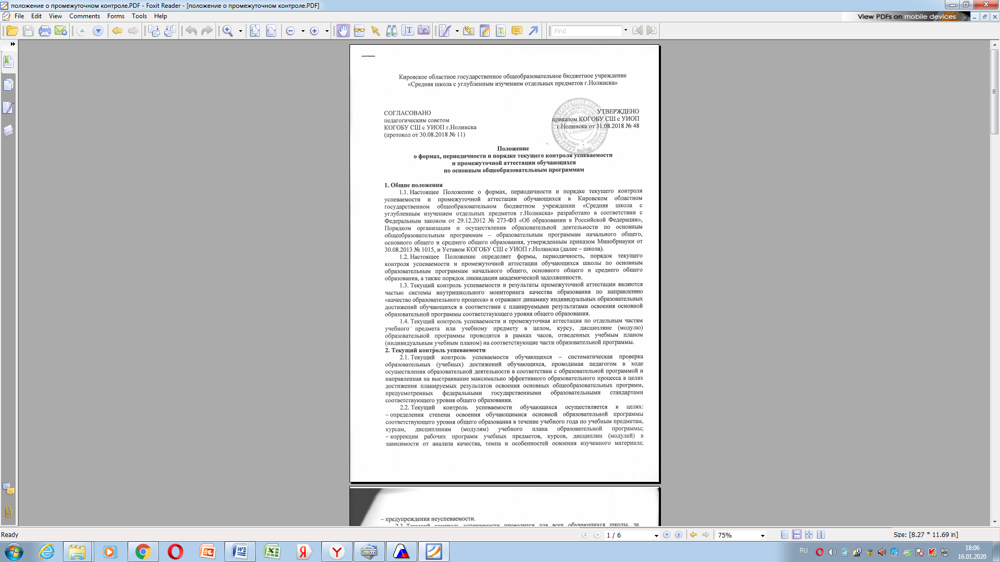 положение о промежуточном контроле.PDF - Foxit Reader - [положение о промежуточном контроле.PDF]
File Edit View Comments Forms Tools Help
View PDFs on mobile devices
Find
Кировское областное государственное общеобразовательное бюджетное учреждение
«Средняя школа с углубленным изучением отдельных предметов г.Нолинска»
СОГЛАСОВАНО
педагогическим советом
КОГОБУ СШ с УИОП г.Нолинска
(протокол от 30.08.2018 № 11)
УТВЕРЖДЕНО
приказом КОГОБУ СШ с УИОП
г.Нолинска от 31.08.2018 № 48
Положение
о формах, периодичности и порядке текущего контроля успеваемости
и промежуточной аттестации обучающихся
по основным общеобразовательным программам
1. Общие положения
1.1. Настоящее Положение о формах, периодичности и порядке текущего контроля
успеваемости и промежуточной аттестации обучающихся в Кировском областном
государственном общеобразовательном бюджетном учреждении «Средняя школа с
углубленным изучением отдельных предметов г.Нолинска» разработано в соответствии с
Федеральным законом от 29.12.2012 № 273-ФЗ «Об образовании в Российской Федерации»,
Порядком организации и осуществления образовательной деятельности по основным
общеобразовательным программам – образовательным программам начального общего,
основного общего и среднего общего образования, утвержденным приказом Минобрнауки от
30.08.2013 № 1015, и Уставом КОГОБУ СШ с УИОП г.Нолинска (далее – школа).
1.2. Настоящее Положение определяет формы, периодичность, порядок текущего
контроля успеваемости и промежуточной аттестации обучающихся школы по основным
образовательным программам начального общего, основного общего и среднего общего
образования, а также порядок ликвидации академической задолженности.
1.3. Текущий контроль успеваемости и результаты промежуточной аттестации являются
частью системы внутришкольного мониторинга качества образования по направлению
«качество образовательного процесса» и отражают динамику индивидуальных образовательных
достижений обучающихся в соответствии с планируемыми результатами освоения основной
образовательной программы соответствующего уровня общего образования.
1.4. Текущий контроль успеваемости и промежуточная аттестация по отдельным частям
учебного предмета или учебному предмету в целом, курсу, дисциплине (модулю)
образовательной программы проводятся в рамках часов, отведенных учебным планом
(индивидуальным учебным планом) на соответствующие части образовательной программы.
2. Текущий контроль успеваемости
2.1. Текущий контроль успеваемости обучающихся – систематическая проверка
образовательных (учебных) достижений обучающихся, проводимая педагогом в ходе
осуществления образовательной деятельности в соответствии с образовательной программой и
направленная на выстраивание максимально эффективного образовательного процесса в целях
достижения планируемых результатов освоения основных общеобразовательных программ,
предусмотренных федеральными государственными образовательными стандартами
соответствующего уровня общего образования.
2.2. Текущий контроль успеваемости обучающихся осуществляется в целях:
– определения степени освоения обучающимися основной образовательной программы
соответствующего уровня общего образования в течение учебного года по учебным предметам,
курсам, дисциплинам (модулям) учебного плана образовательной программы;
– коррекции рабочих программ учебных предметов, курсов, дисциплин (модулей) в
зависимости от анализа качества, темпа и особенностей освоения изученного материала;
– предупреждения неуспеваемости.
2.3. Текущий контроль успеваемости проводится для всех обучающихся школы, за
Ready
1 / 6
75%
Size: [8.27 * 11.69 in]
RU
18:06
16.01.2020